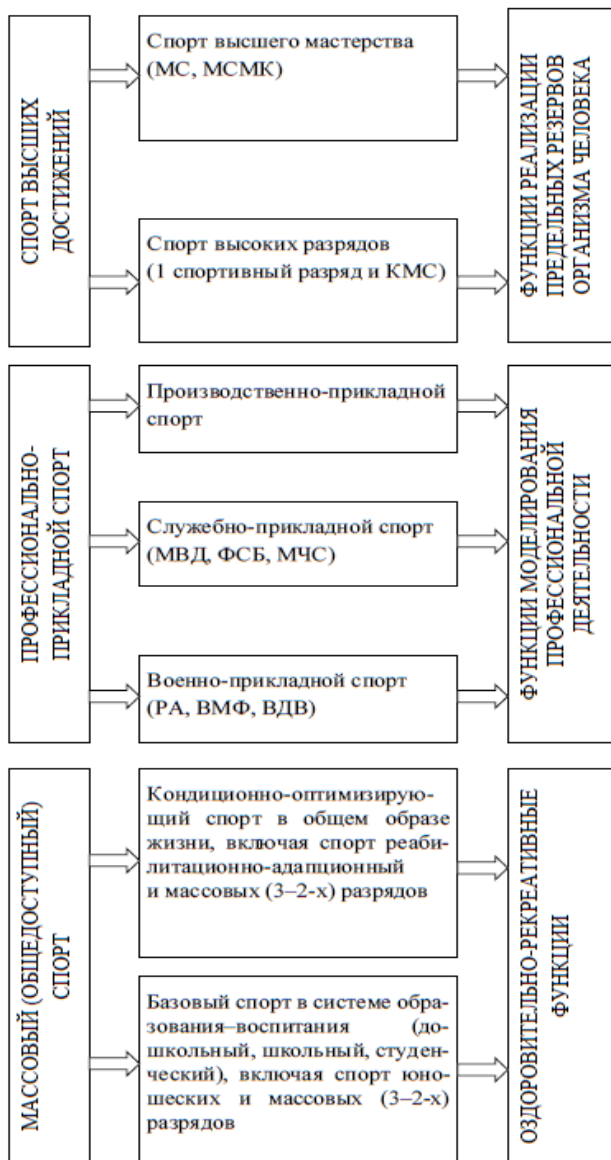 СПОРТ ВЫСШИХ
ДОСТИЖЕНИЙ
Спорт высшего мастерства
(МС, МСМК)
Спорт высоких разрядов
(1 спортивный разряд и КМС)
ФУНКЦИИ РЕАЛИЗАЦИИ
ПРЕДЕЛЬНЫХ РЕЗЕРВОВ
ОРГАНИЗМА ЧЕЛОВЕКА
ПРОФЕССИОНАЛЬНО-
ПРИКЛАДНОЙ СПОРТ
Производственно-прикладной
спорт
Служебно-прикладной спорт
(МВД, ФСБ, МЧС)
Военно-прикладной спорт
(РА, ВМФ, ВДВ)
ФУНКЦИИ МОДЕЛИРОВАНИЯ
ПРОФЕССИОНАЛЬНОЙ
ДЕЯТЕЛЬНОСТИ
МАССОВЫЙ (ОБЩЕДОСТУПНЫЙ)
СПОРТ
Кондиционно-оптимизирую-
щий спорт в общем образе
жизни, включая спорт реаби-
литационно-адапционный
и массовых (3–2-х) разрядов
Базовый спорт в системе обра-
зования–воспитания (до-
школьный, школьный, студен-
ческий), включая спорт юно-
шеских и массовых (3–2-х)
разрядов
ОЗДОРОВИТЕЛЬНО-РЕКРЕАТИВНЫЕ
ФУНКЦИИ